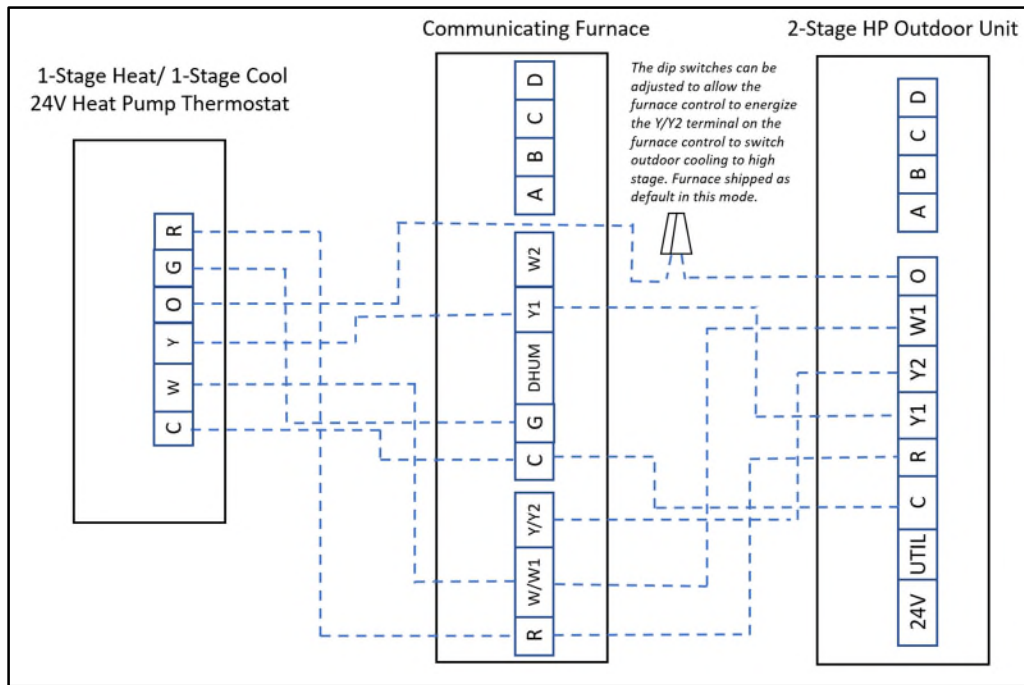 Communicating Furnace
2-Stage HP Outdoor Unit
1-Stage Heat/ 1-Stage Cool
24V Heat Pump Thermostat
The dip switches can be
adjusted to allow the
furnace control to energize
the Y/Y2 terminal on the
furnace control to switch
outdoor cooling to high
stage. Furnace shipped as
default in this mode.
R
G
O
Y
W
C
D
C
B
A
W2
Y1
DHUM
G
C
Y/Y2
W/W1
R
D
C
B
A
O
W1
Y2
Y1
R
C
UTIL
24V